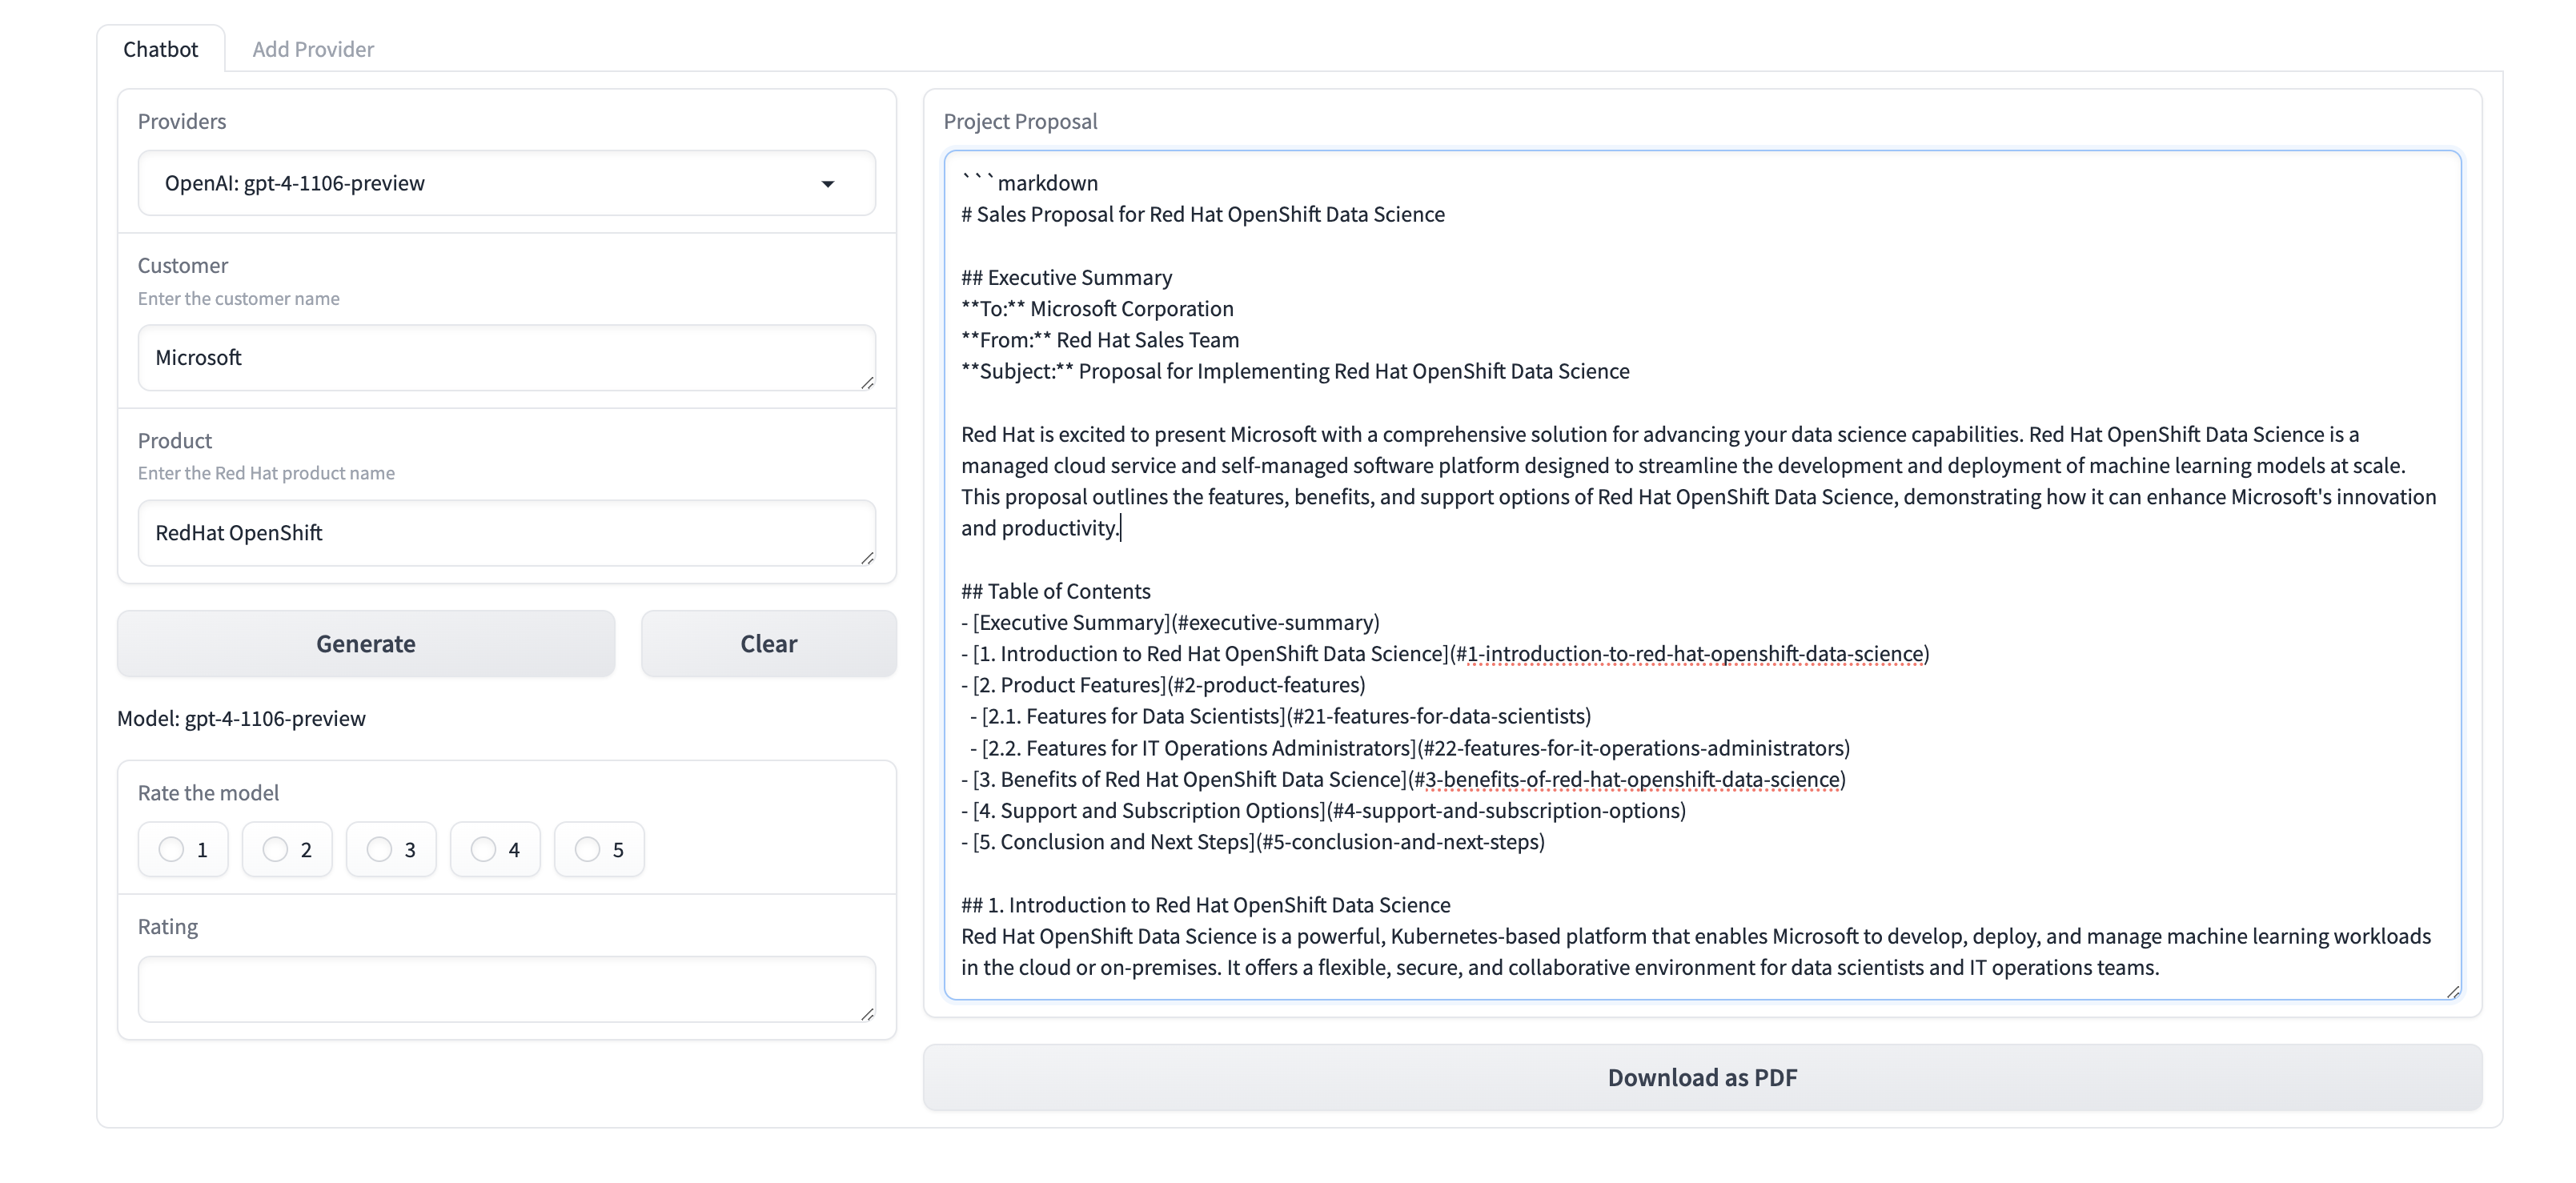 Chatbot
Add Provider
Providers
OpenAI: gpt-4-1106-preview
Customer
Enter the customer name
Microsoft
Product
Enter the Red Hat product name
RedHat OpenShift
Generate
Clear
Model: gpt-4-1106-preview
Rate the model
1
2
3
4
5
Rating
Project Proposal
```markdown
# Sales Proposal for Red Hat OpenShift Data Science
## Executive Summary
**To:** Microsoft Corporation
**From:** Red Hat Sales Team
**Subject:** Proposal for Implementing Red Hat OpenShift Data Science
Red Hat is excited to present Microsoft with a comprehensive solution for advancing your data science capabilities. Red Hat OpenShift Data Science is a
managed cloud service and self-managed software platform designed to streamline the development and deployment of machine learning models at scale.
This proposal outlines the features, benefits, and support options of Red Hat OpenShift Data Science, demonstrating how it can enhance Microsoft's innovation
and productivity.
## Table of Contents
- [Executive Summary](#executive-summary)
- [1. Introduction to Red Hat OpenShift Data Science](#1-introduction-to-red-hat-openshift-data-science)
- [2. Product Features](#2-product-features)
- [2.1. Features for Data Scientists](#21-features-for-data-scientists)
- [2.2. Features for IT Operations Administrators](#22-features-for-it-operations-administrators)
- [3. Benefits of Red Hat OpenShift Data Science](#3-benefits-of-red-hat-openshift-data-science)
- [4. Support and Subscription Options](#4-support-and-subscription-options)
- [5. Conclusion and Next Steps](#5-conclusion-and-next-steps)
## 1. Introduction to Red Hat OpenShift Data Science
Red Hat OpenShift Data Science is a powerful, Kubernetes-based platform that enables Microsoft to develop, deploy, and manage machine learning workloads
in the cloud or on-premises. It offers a flexible, secure, and collaborative environment for data scientists and IT operations teams.
Download as PDF